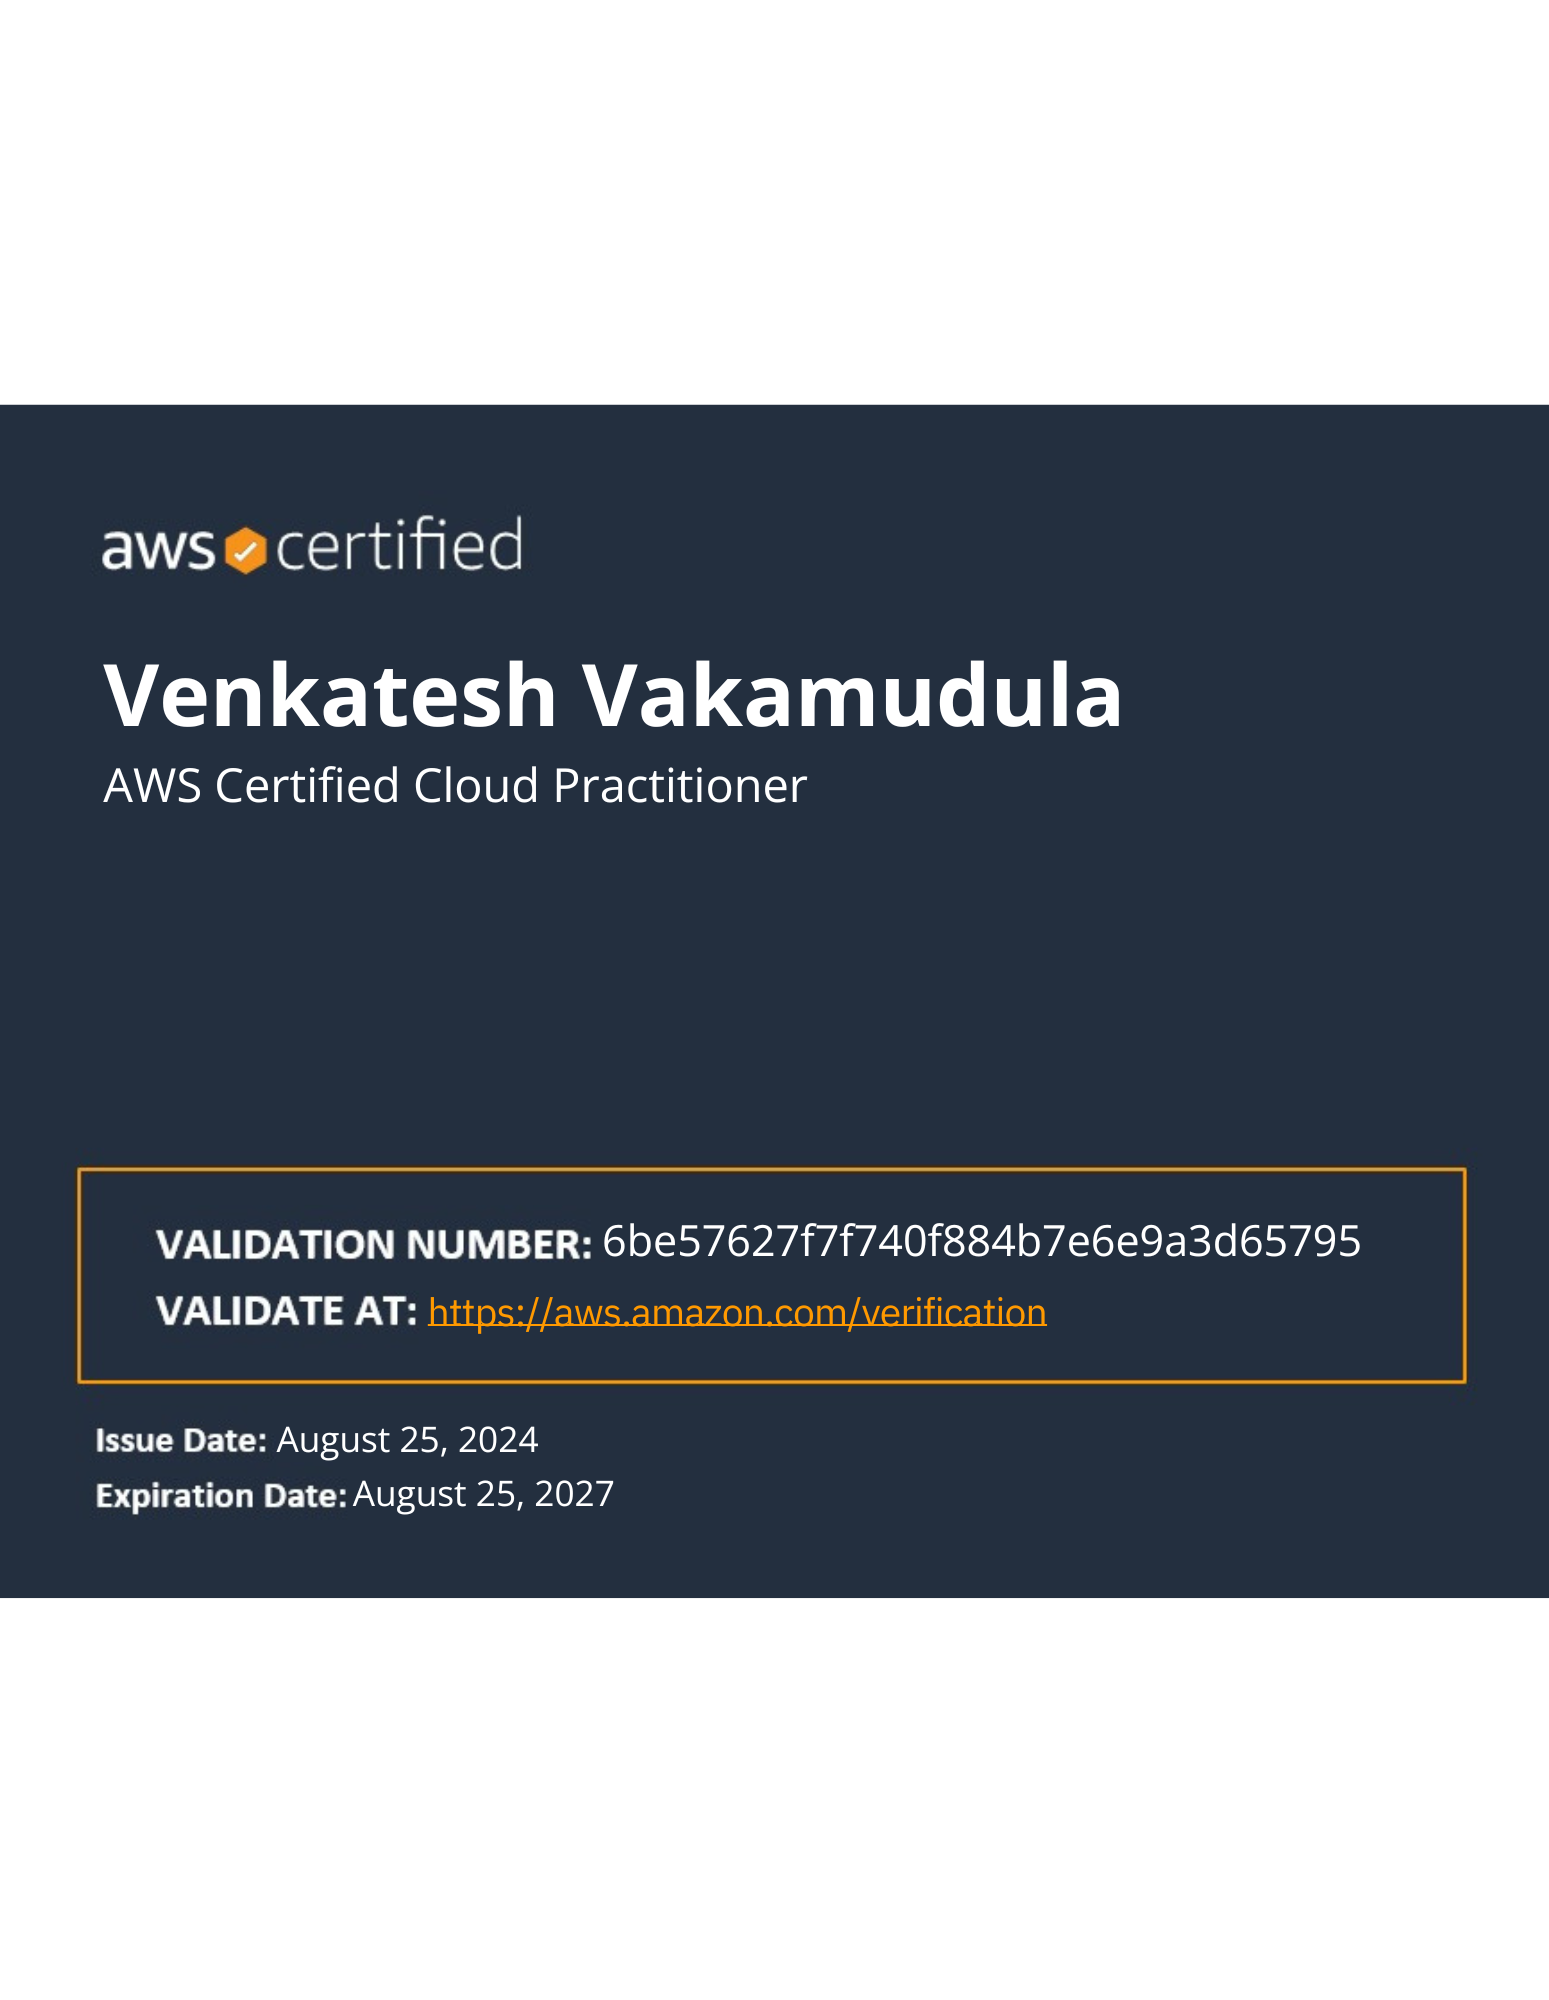 aws certified
Venkatesh Vakamudula
AWS Certified Cloud Practitioner
VALIDATION NUMBER: 6be57627f7f740f884b7e6e9a3d65795
VALIDATE AT: https://aws.amazon.com/verification
Issue Date: August 25, 2024
Expiration Date: August 25, 2027